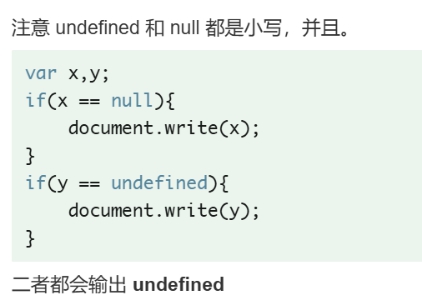 注意 undefined 和 null 都是小写，并且。
var x,y;
if(x == null){
    document.write(x);
}
if(y == undefined){
    document.write(y);
}
二者都会输出 undefined